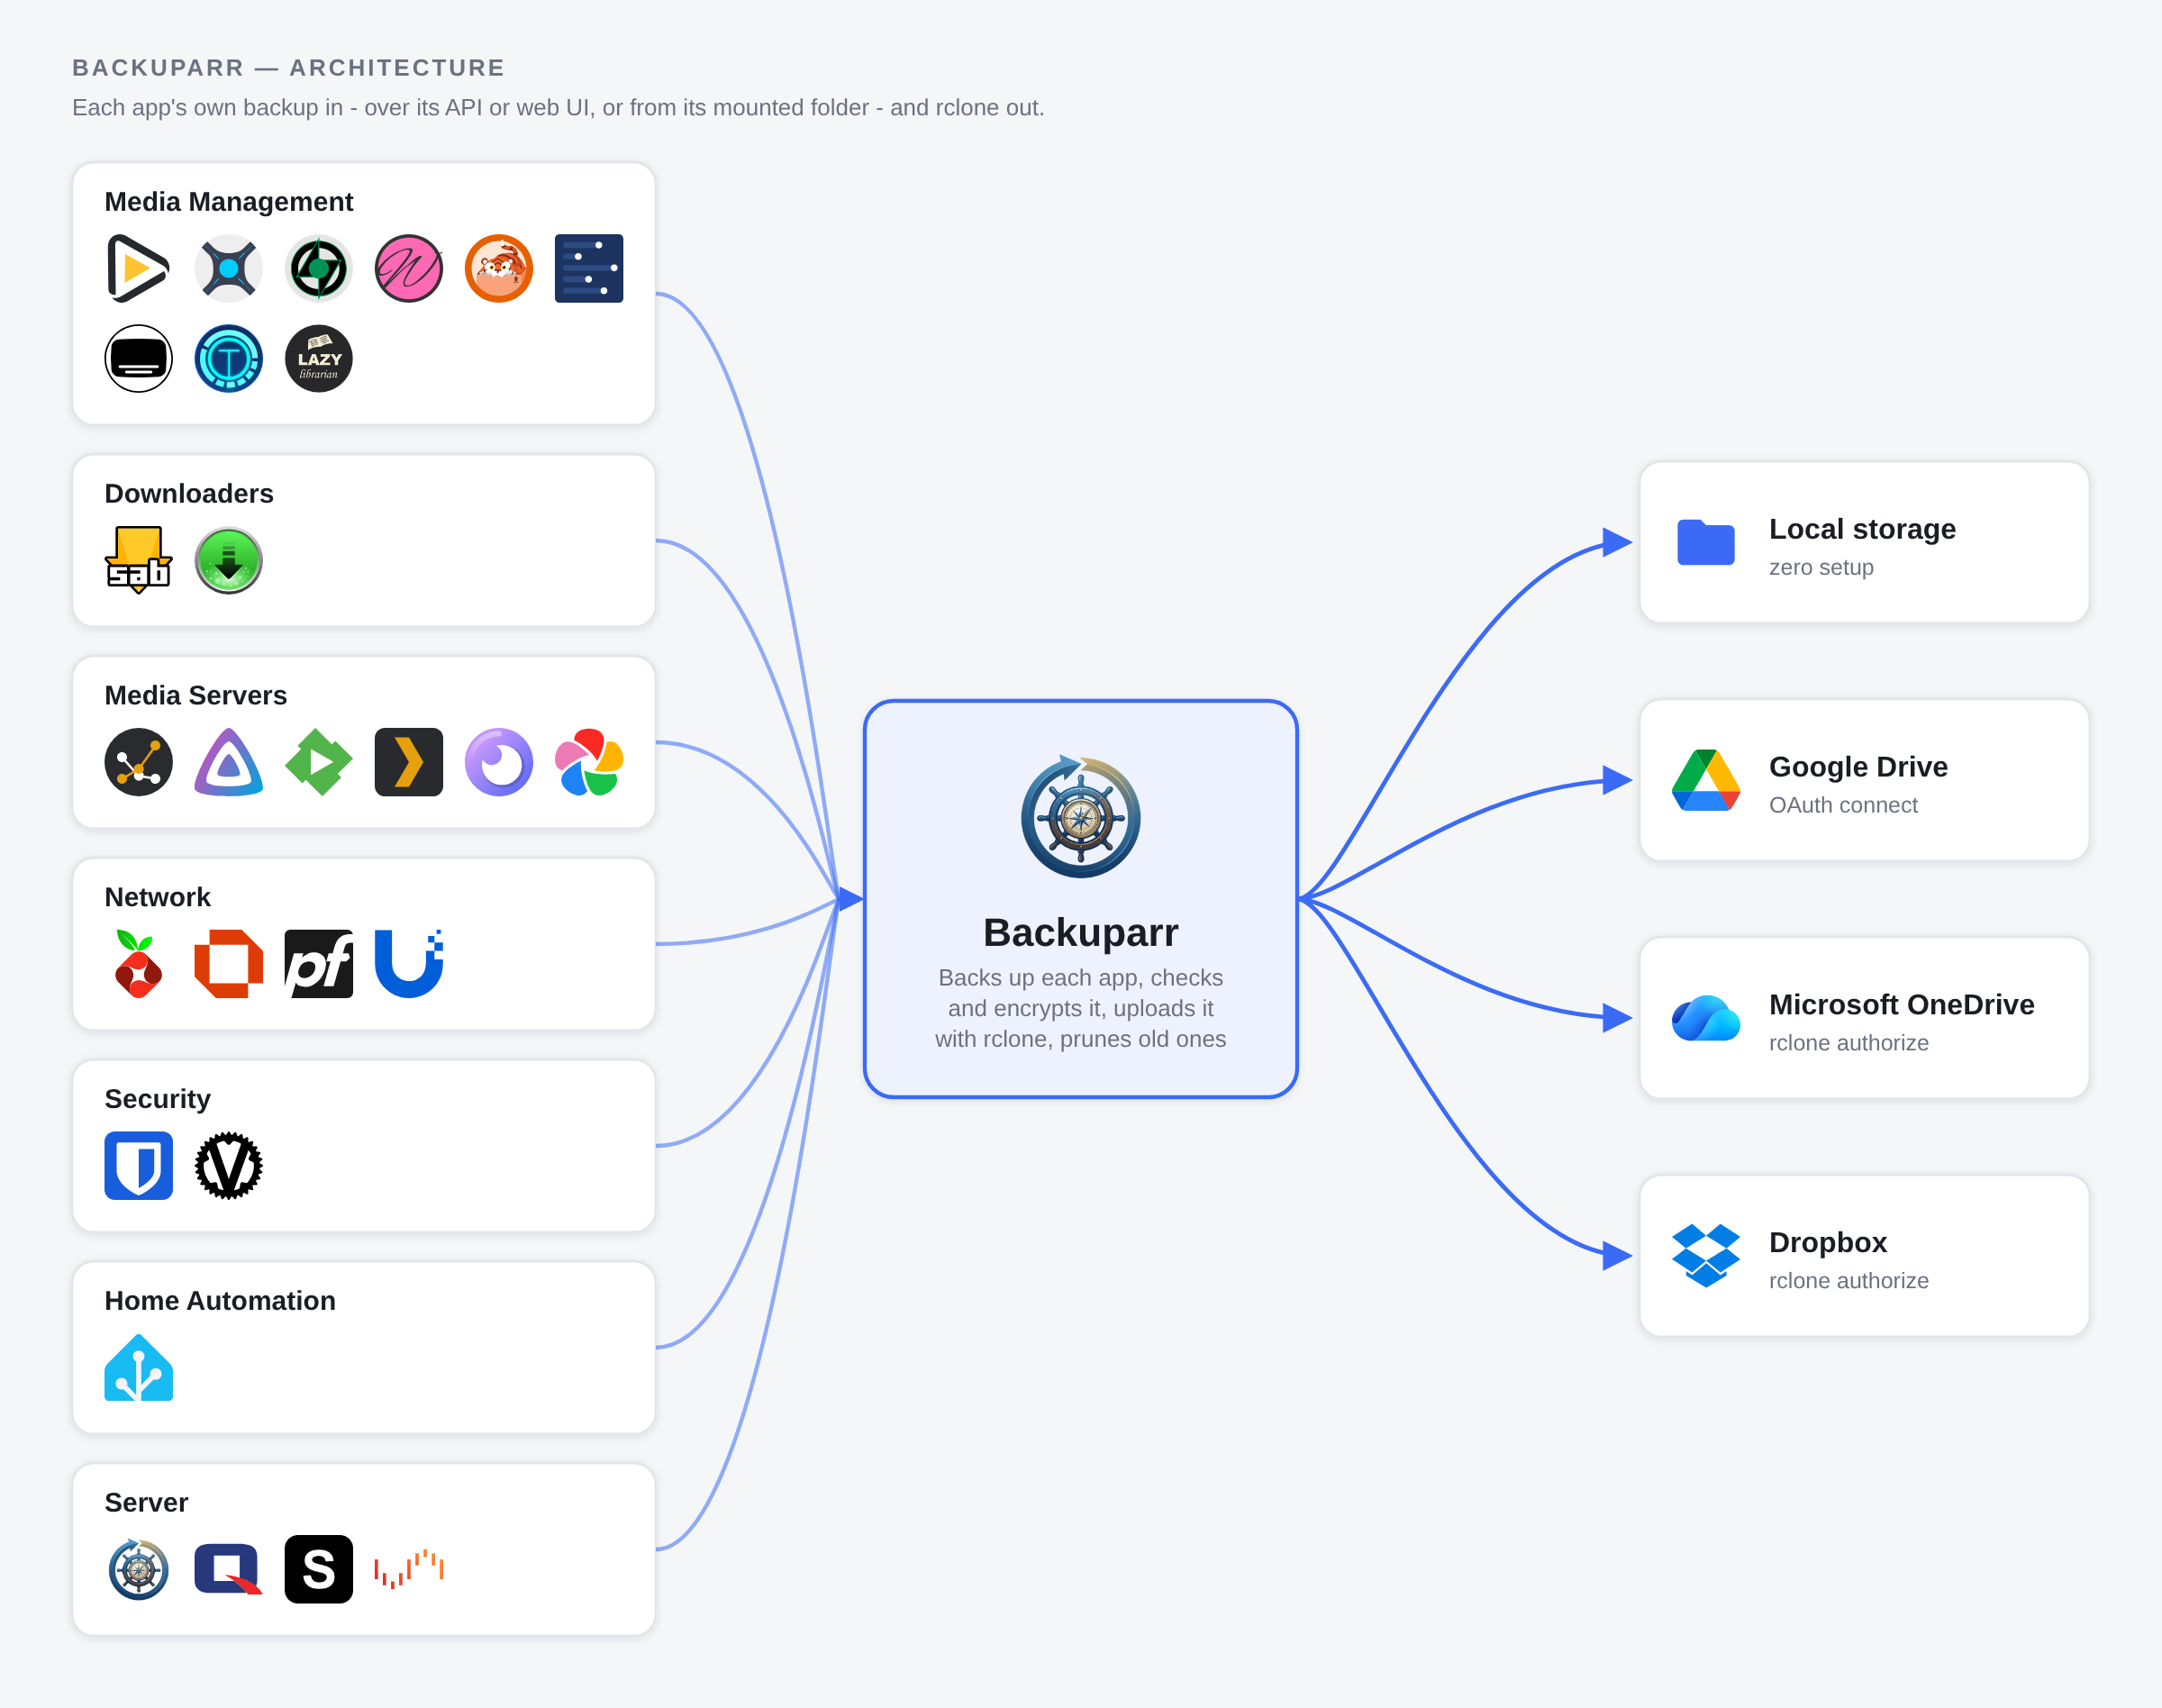 BACKUPARR — ARCHITECTURE
Each app's own backup in - over its API or web UI, or from its mounted folder - and rclone out.
Media Management
W
T
LAZY
librarian
Downloaders
sab
Media Servers
Network
pf
Security
V
Home Automation
Server
S
Backuparr
Backs up each app, checks
and encrypts it, uploads it
with rclone, prunes old ones
Local storage
zero setup
Google Drive
OAuth connect
Microsoft OneDrive
rclone authorize
Dropbox
rclone authorize